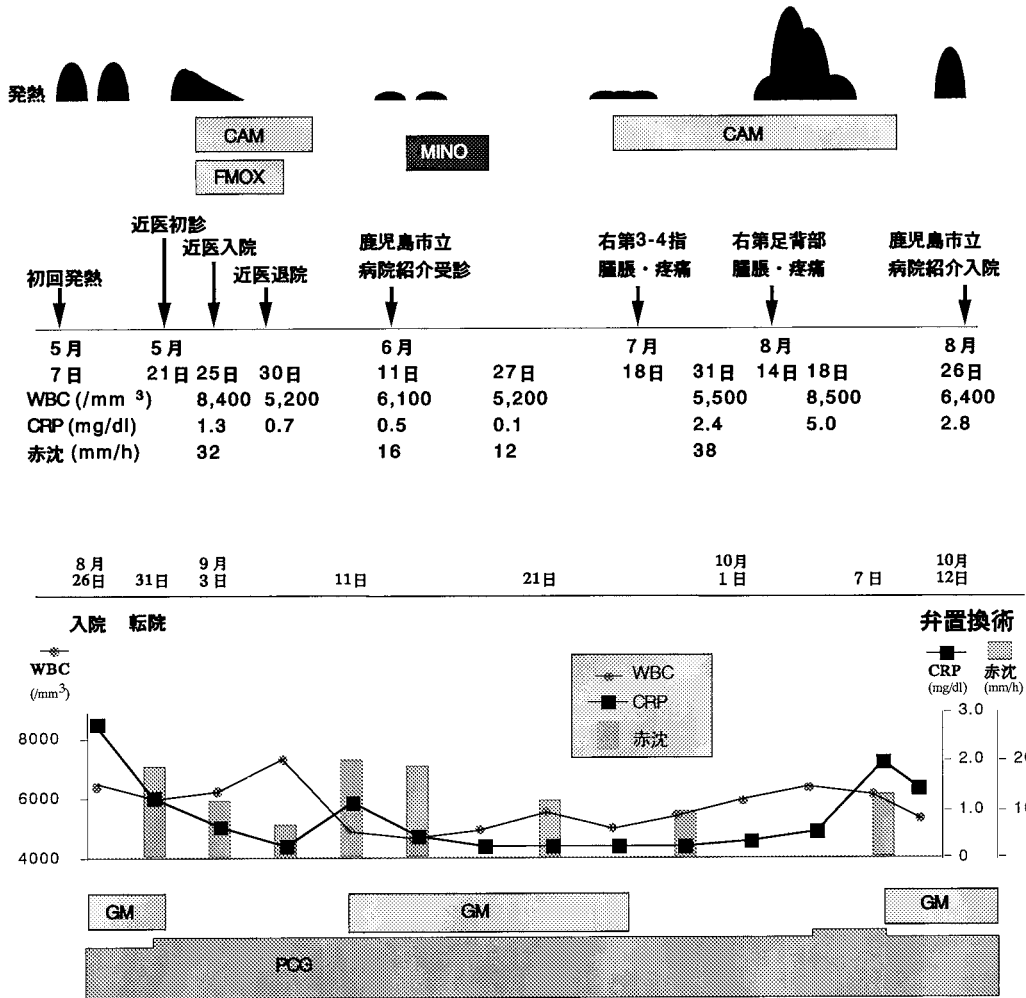 発熱
CAM
FMOX
MINO
CAM
近医初診
近医入院
初回発熱
近医退院
鹿児島市立
病院紹介受診
右第3-4指
腫脹・疼痛
右第足背部
腫脹・疼痛
鹿児島市立
病院紹介入院
5月 5月 6月 7月 8月 8月
7日 21日 25日 30日 11日 27日 18日 31日 14日 18日 26日
WBC (/mm 3) 8,400 5,200 6,100 5,200 5,500 8,500 6,400
CRP (mg/dl) 1.3 0.7 0.5 0.1 2.4 5.0 2.8
赤沈 (mm/h) 32 16 12 38
8月 9月 10月 10月
26日 31日 3日 11日 21日 1日 7日 12日
入院 転院 弁置換術
WBC
(/mm3)
CRP 赤沈
(mg/dl) (mm/h)
WBC
CRP
赤沈
3.0
8000
2.0 20
6000
1.0 10
4000
0
GM GM GM
PCG